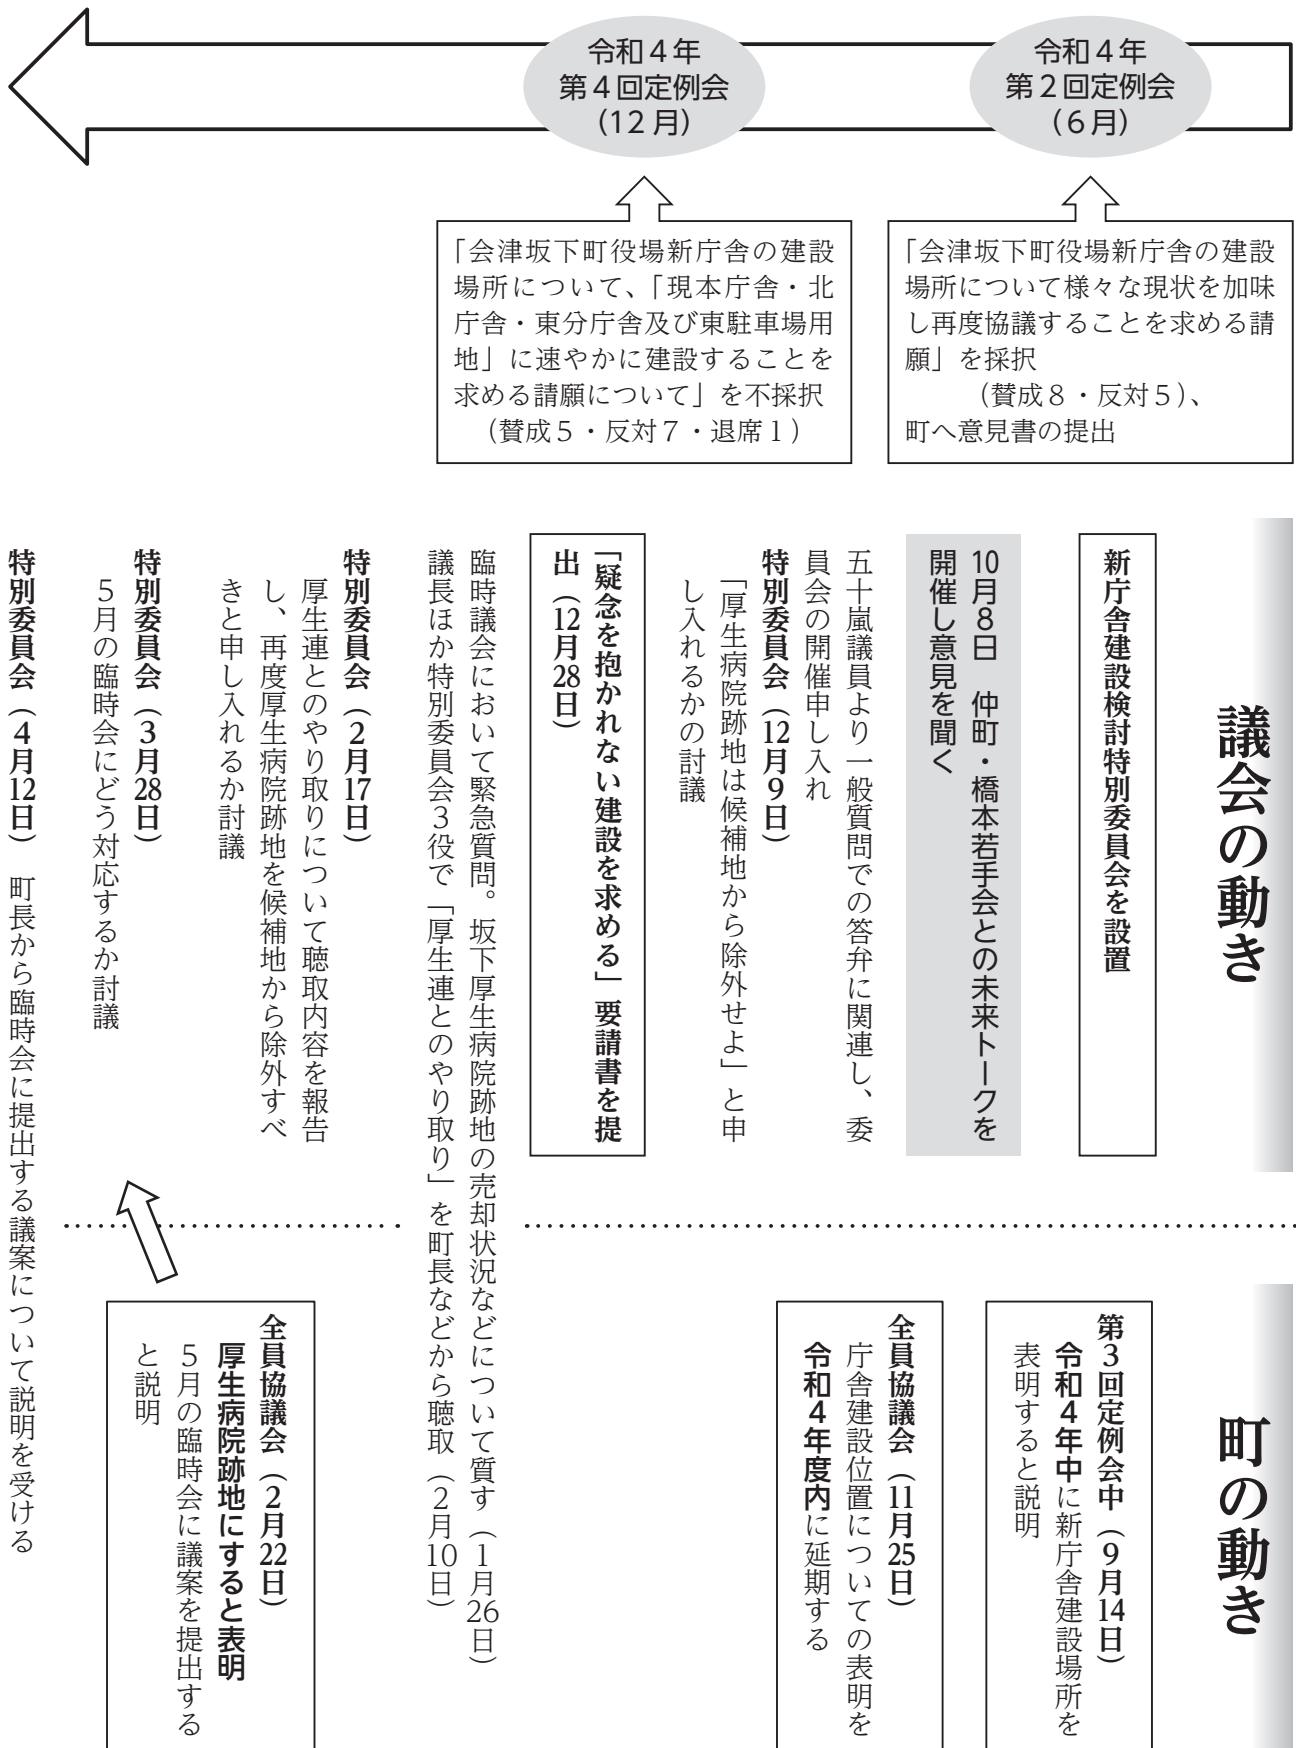 令和４年
第２回定例会
（６月）
令和４年
第４回定例会
（12月）
「会津坂下町役場新庁舎の建設
場所について様々な現状を加味
し再度協議することを求める請
願」を採択
（賛成８・反対５）、
町へ意見書の提出
「会津坂下町役場新庁舎の建設
場所について、「現本庁舎・北
庁舎・東分庁舎及び東駐車場用
地」に速やかに建設することを
求める請願について」を不採択
（賛成５・反対７・退席１）
議会の動き
新庁舎建設検討特別委員会を設置
10月８日　仲町・橋本若手会との未来トークを
開催し意見を聞く
五十嵐議員より一般質問での答弁に関連し、委
員会の開催申し入れ
特別委員会（12月９日）
「厚生病院跡地は候補地から除外せよ」と申
し入れるかの討議
「疑念を抱かれない建設を求める」要請書を提
出（12月28日）
臨時議会において緊急質問。坂下厚生病院跡地の売却状況などについて質す（１月26日）
議長ほか特別委員会３役で「厚生連とのやり取り」を町長などから聴取（２月10日）
特別委員会（２月17日）
厚生連とのやり取りについて聴取内容を報告
し、再度厚生病院跡地を候補地から除外すべ
きと申し入れるか討議
特別委員会（３月28日）
５月の臨時会にどう対応するか討議
特別委員会（４月12日）　町長から臨時会に提出する議案について説明を受ける
町の動き
第３回定例会中（９月14日）
令和４年中に新庁舎建設場所を
表明すると説明
全員協議会（11月25日）
庁舎建設位置についての表明を
令和４年度内に延期する
全員協議会（２月22日）
厚生病院跡地にすると表明
５月の臨時会に議案を提出する
と説明